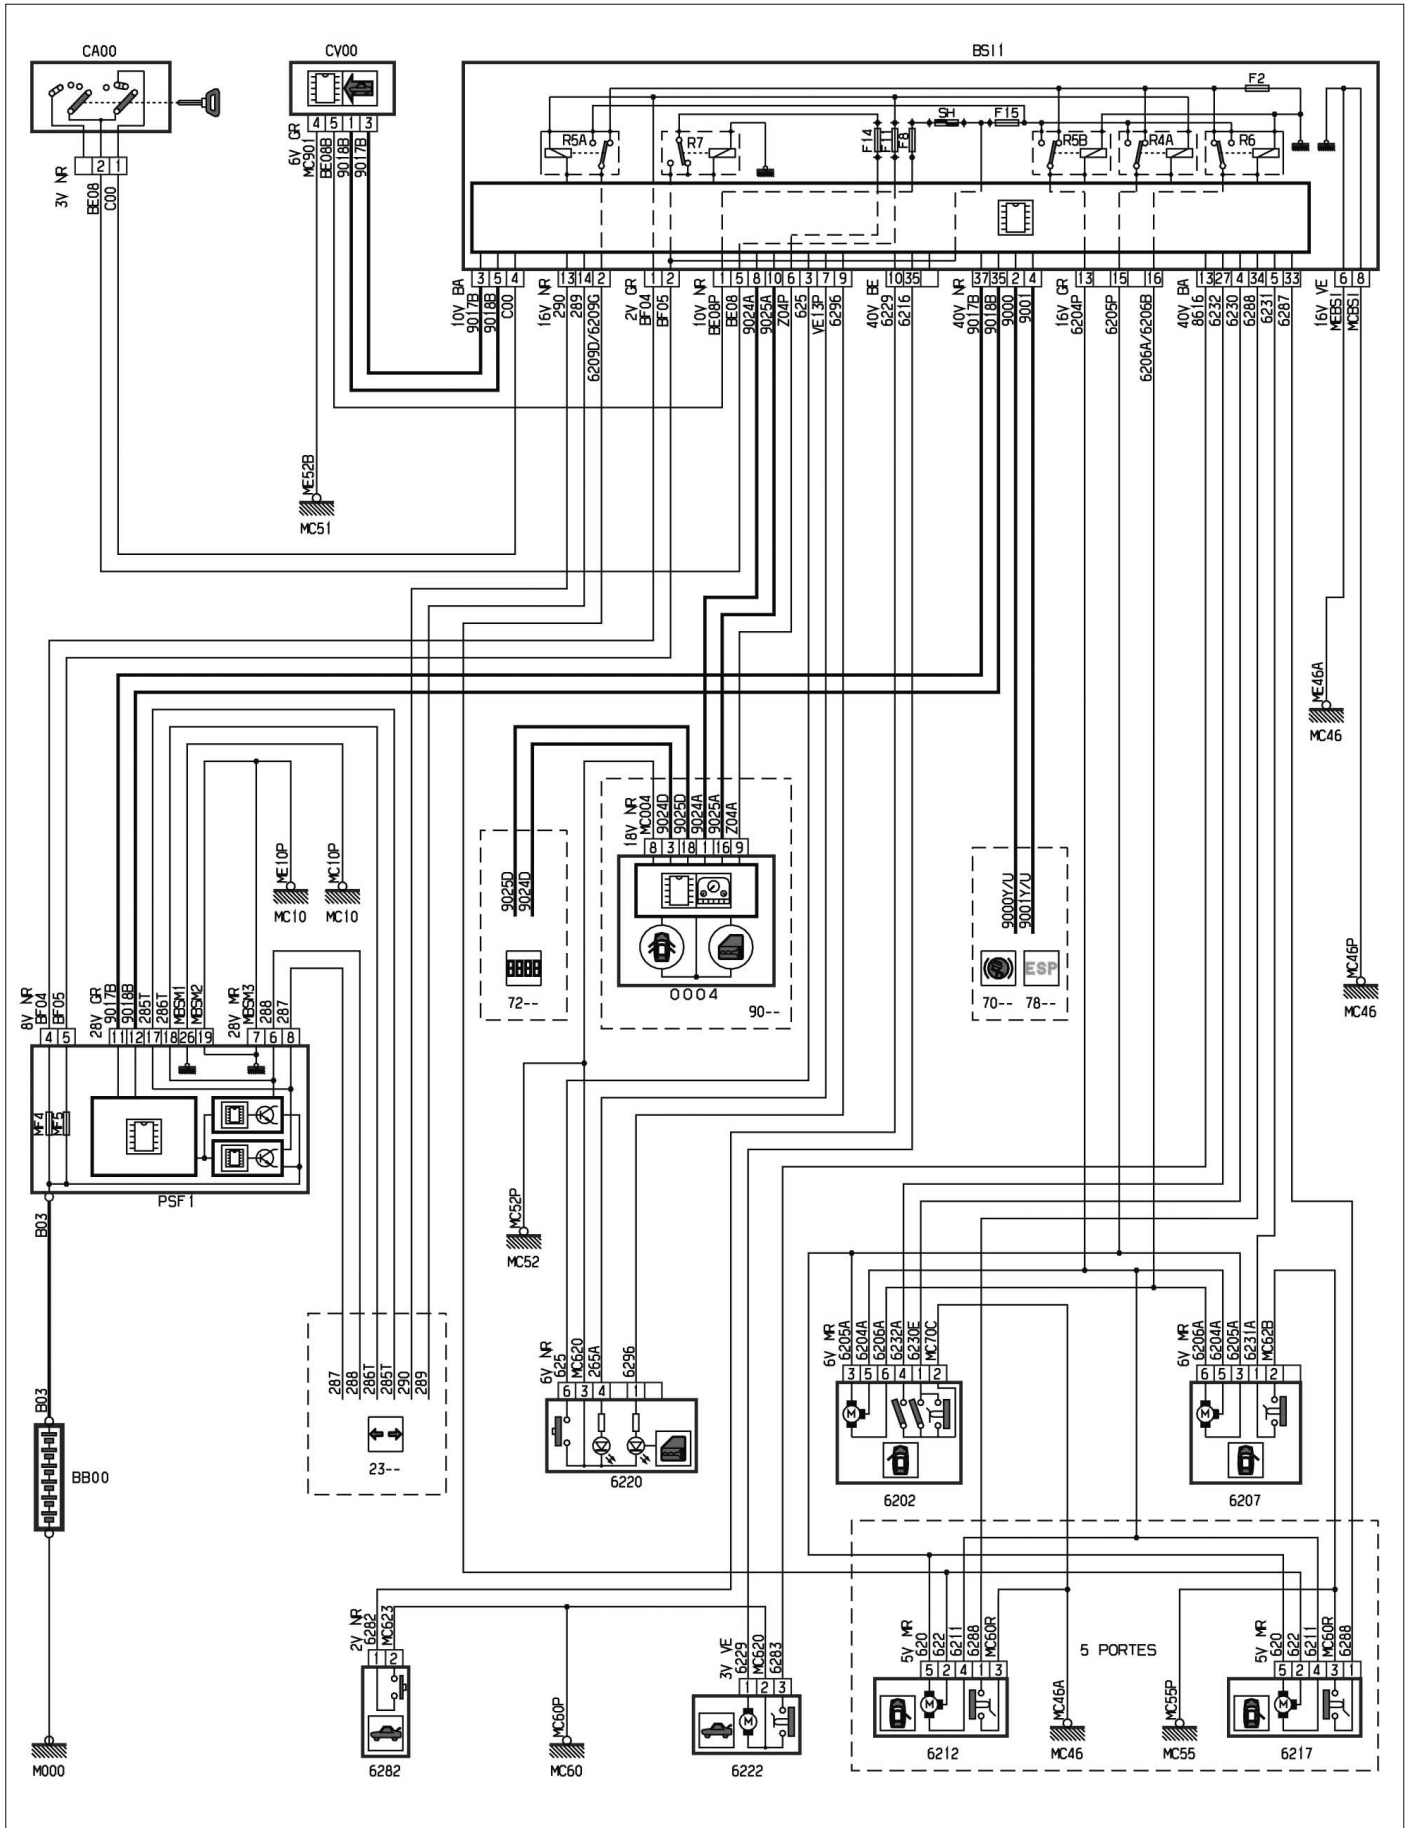 CA00
CV00
BSI1
F2
F14
F11
F8
SH
F15
R5A
R7
R5B
R4A
R6
3V NR
2 1
BE08
C00
6V GR
4 5 1 3
MC901
BE08B
9018B
9017B
10V BA
3 5 4
9017B
9018B
C00
16V NR
13 14 2
290
289
6209D/6209G
2V GR
1 2
BF04
BF05
10V NR
1 5 8 10 6 3 7 9
BE08P
BE08
9024A
9025A
Z04P
625
VE13P
6296
40V BE
10 35
6229
6216
40V NR
37 35 2 4
9017B
9018B
9000
9001
16V GR
13 15 16
6204P
6205P
6206A/6206B
40V BA
13 27 4 34 5 33
8616
6232
6230
6288
6231
6287
16V VE
6 8
MEBSI
MCBSI
ME52B
MC51
ME46A
MC46
MC46P
MC46
ME10P
MC10
MC10P
MC10
18V NR
MC004
9024D
9025D
9024A
9025A
Z04A
8 3 18 1 16 9
0004
90--
9025D
9024D
72--
9000Y/U
9001Y/U
ESP
70-- 78--
8V NR
BF04
BF05
28V GR
9017B
9018B
285T
286T
MBSM1
MBSM2
28V MR
MBSM3
288
287
4 5 11 12 17 18 26 19 7 6 8
MF4
MF5
PSF1
B03
B03
BB00
M000
MC52P
MC52
287
288
286T
285T
290
289
23--
6V NR
625
MC620
265A
6296
6 3 4 1
6220
6V MR
6205A
6204A
6206A
6232A
6230E
MC70C
3 5 6 4 1 2
M
6202
6V MR
6206A
6204A
6205A
6231A
MC62B
6 5 3 1 2
M
6207
2V NR
6282
MC623
1 2
6282
MC60P
MC60
3V VE
6229
MC620
6283
1 2 3
M
6222
5V MR
620
622
6211
6288
MC60R
5 2 4 1 3
M
6212
5 PORTES
MC46A
MC46
MC55P
MC55
5V MR
620
622
6211
MC60R
6288
5 2 4 3 1
M
6217